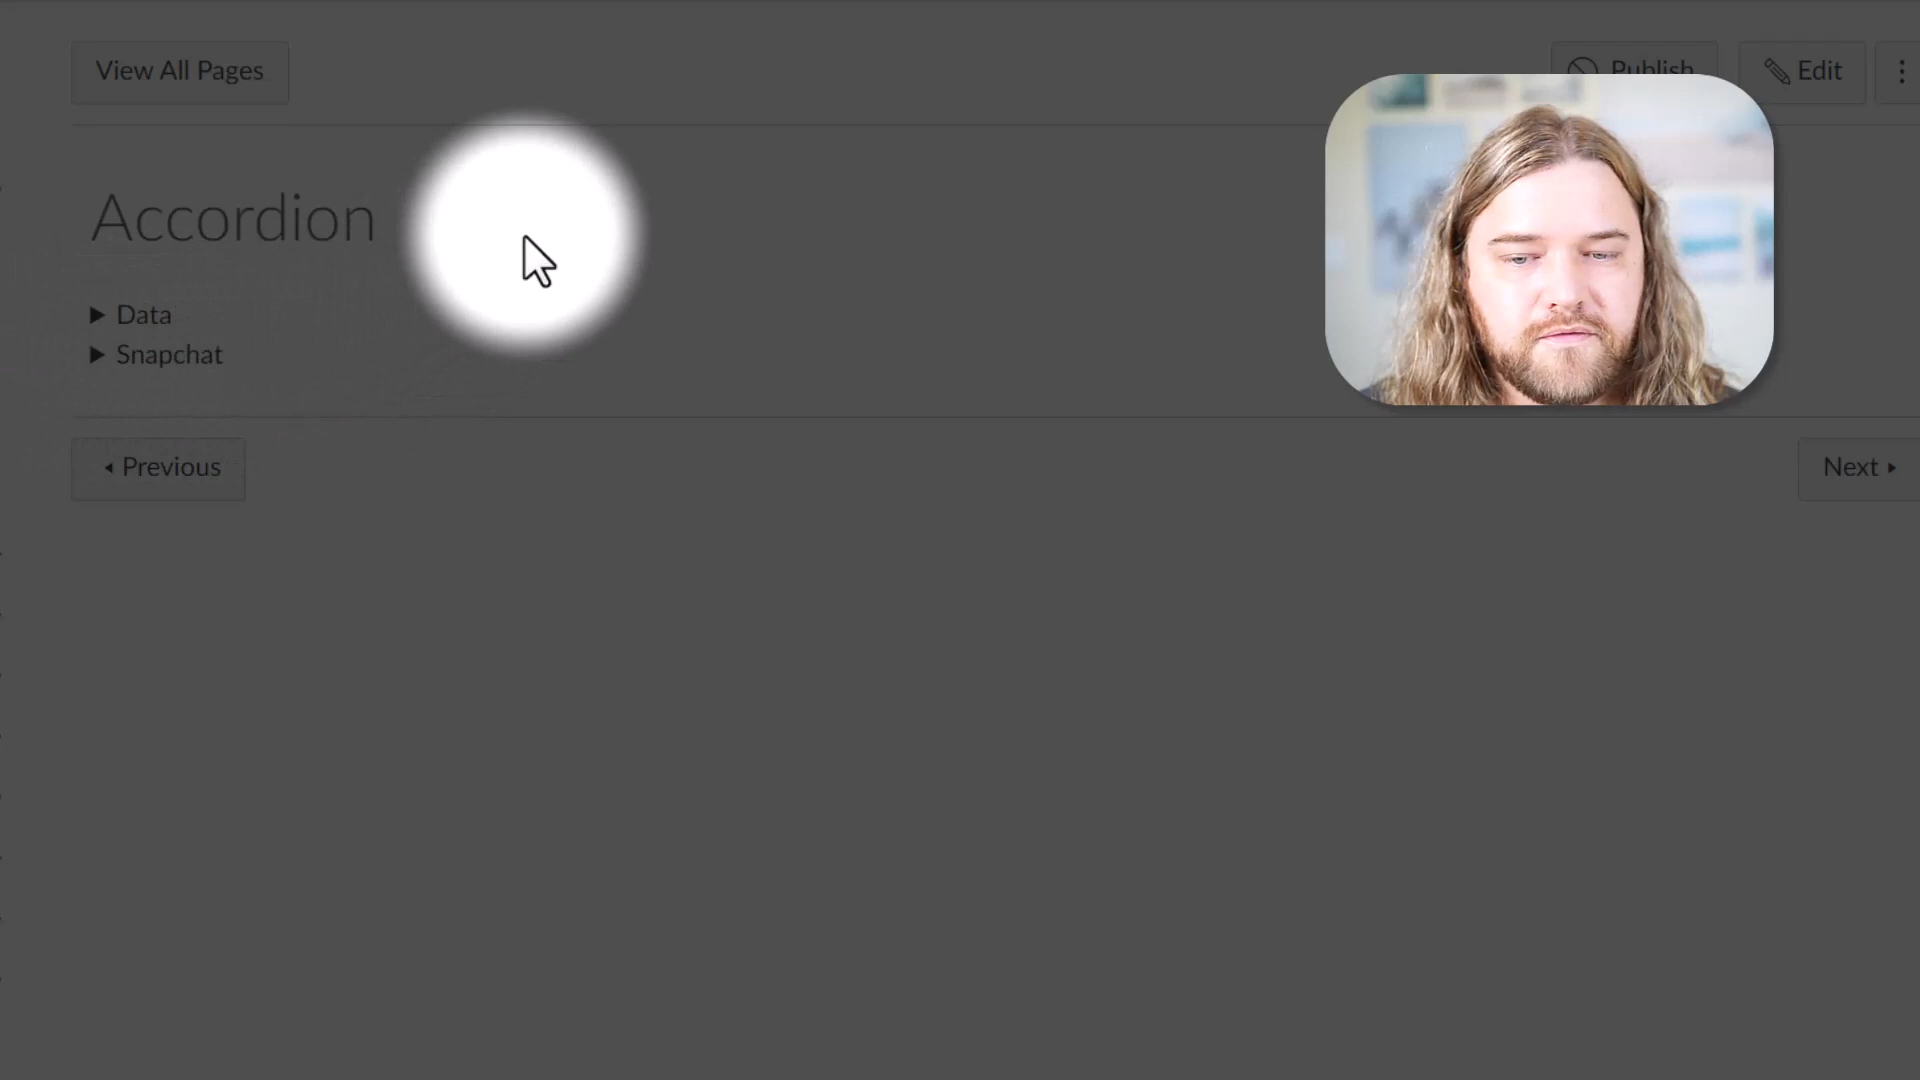 View All Pages
Publish
Edit
Accordion
Data
Snapchat
Previous
Next